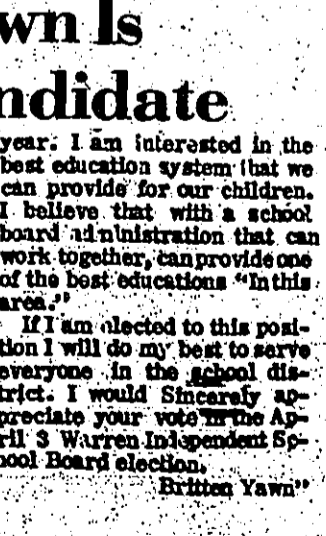 wn Is
ndidate
year. I am interested in the
best education system that we
can provide for our children.
I believe that with a school
board administration that can
work together, can provide one
of the best educations "In this
area."
If I am elected to this posi-
tion I will do my best to serve
everyone in the school dis-
trict. I would Sincerely ap-
preciate your vote in the Ap-
ril 3 Warren Independent Sc-
hool Board election.
Britten Yawn"